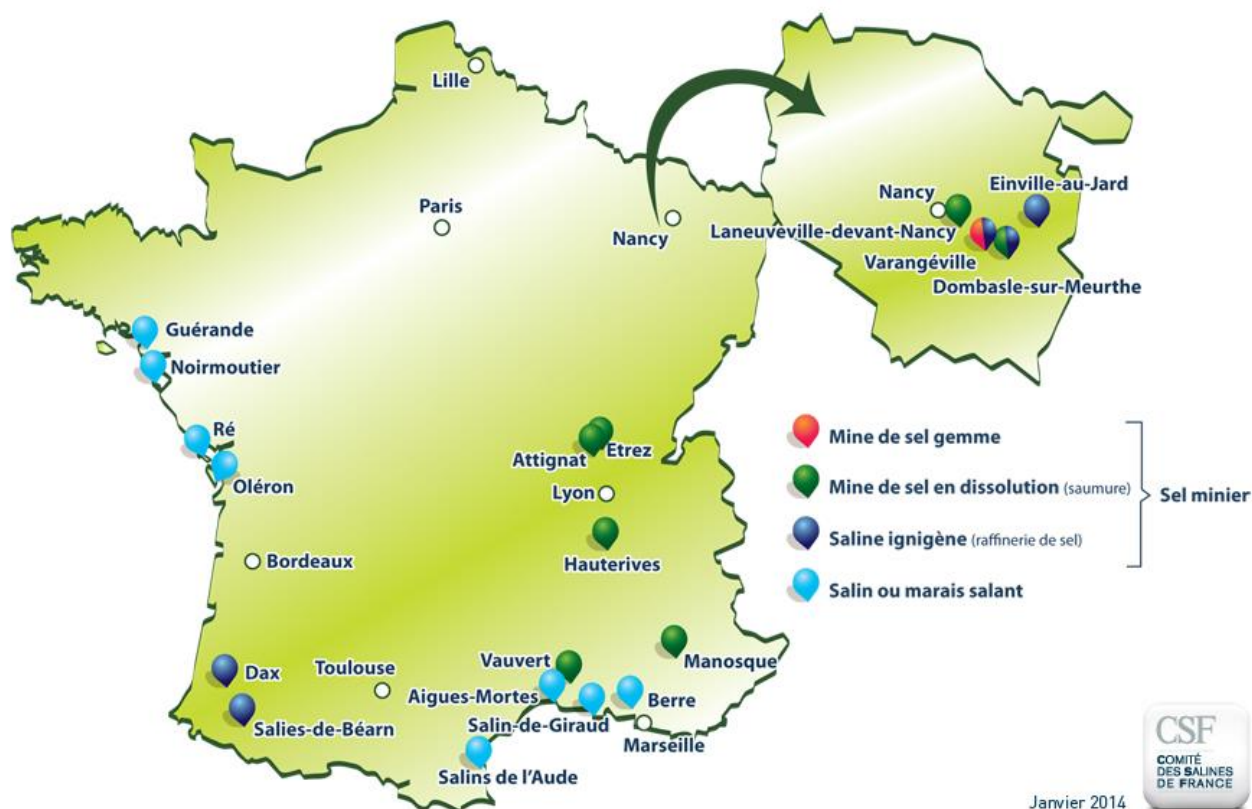 Lille
Paris
Nancy
Nancy
Einville-au-Jard
Laneuveville-devant-Nancy
Varangéville
Dombasle-sur-Meurthe
Guérande
Noirmoutier
Ré
Oléron
Attignat
Etrez
Lyon
Hauterives
Bordeaux
Dax
Salies-de-Béarn
Toulouse
Vauvert
Manosque
Aigues-Mortes
Berre
Salin-de-Giraud
Marseille
Salins de l'Aude
Mine de sel gemme
Mine de sel en dissolution (saumure)
Saline ignigène (raffinerie de sel)
Salin ou marais salant
Sel minier
CSF
COMITÉ
DES SALINES
DE FRANCE
Janvier 2014